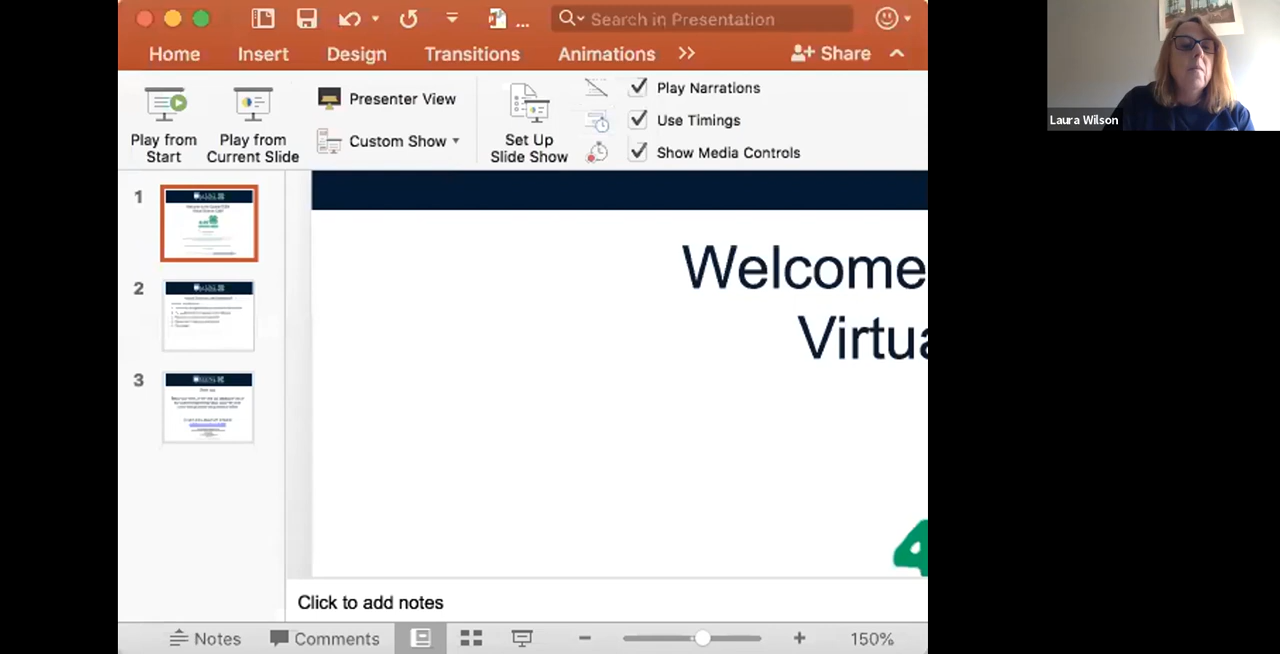 ...
Search in Presentation
Home Insert Design Transitions Animations >> Share
Play from Start
Play from Current Slide
Presenter View
Custom Show
Set Up Slide Show
Play Narrations
Use Timings
Show Media Controls
Laura Wilson
1
2
3
Welcome
Virtua
4
Click to add notes
Notes Comments 150%